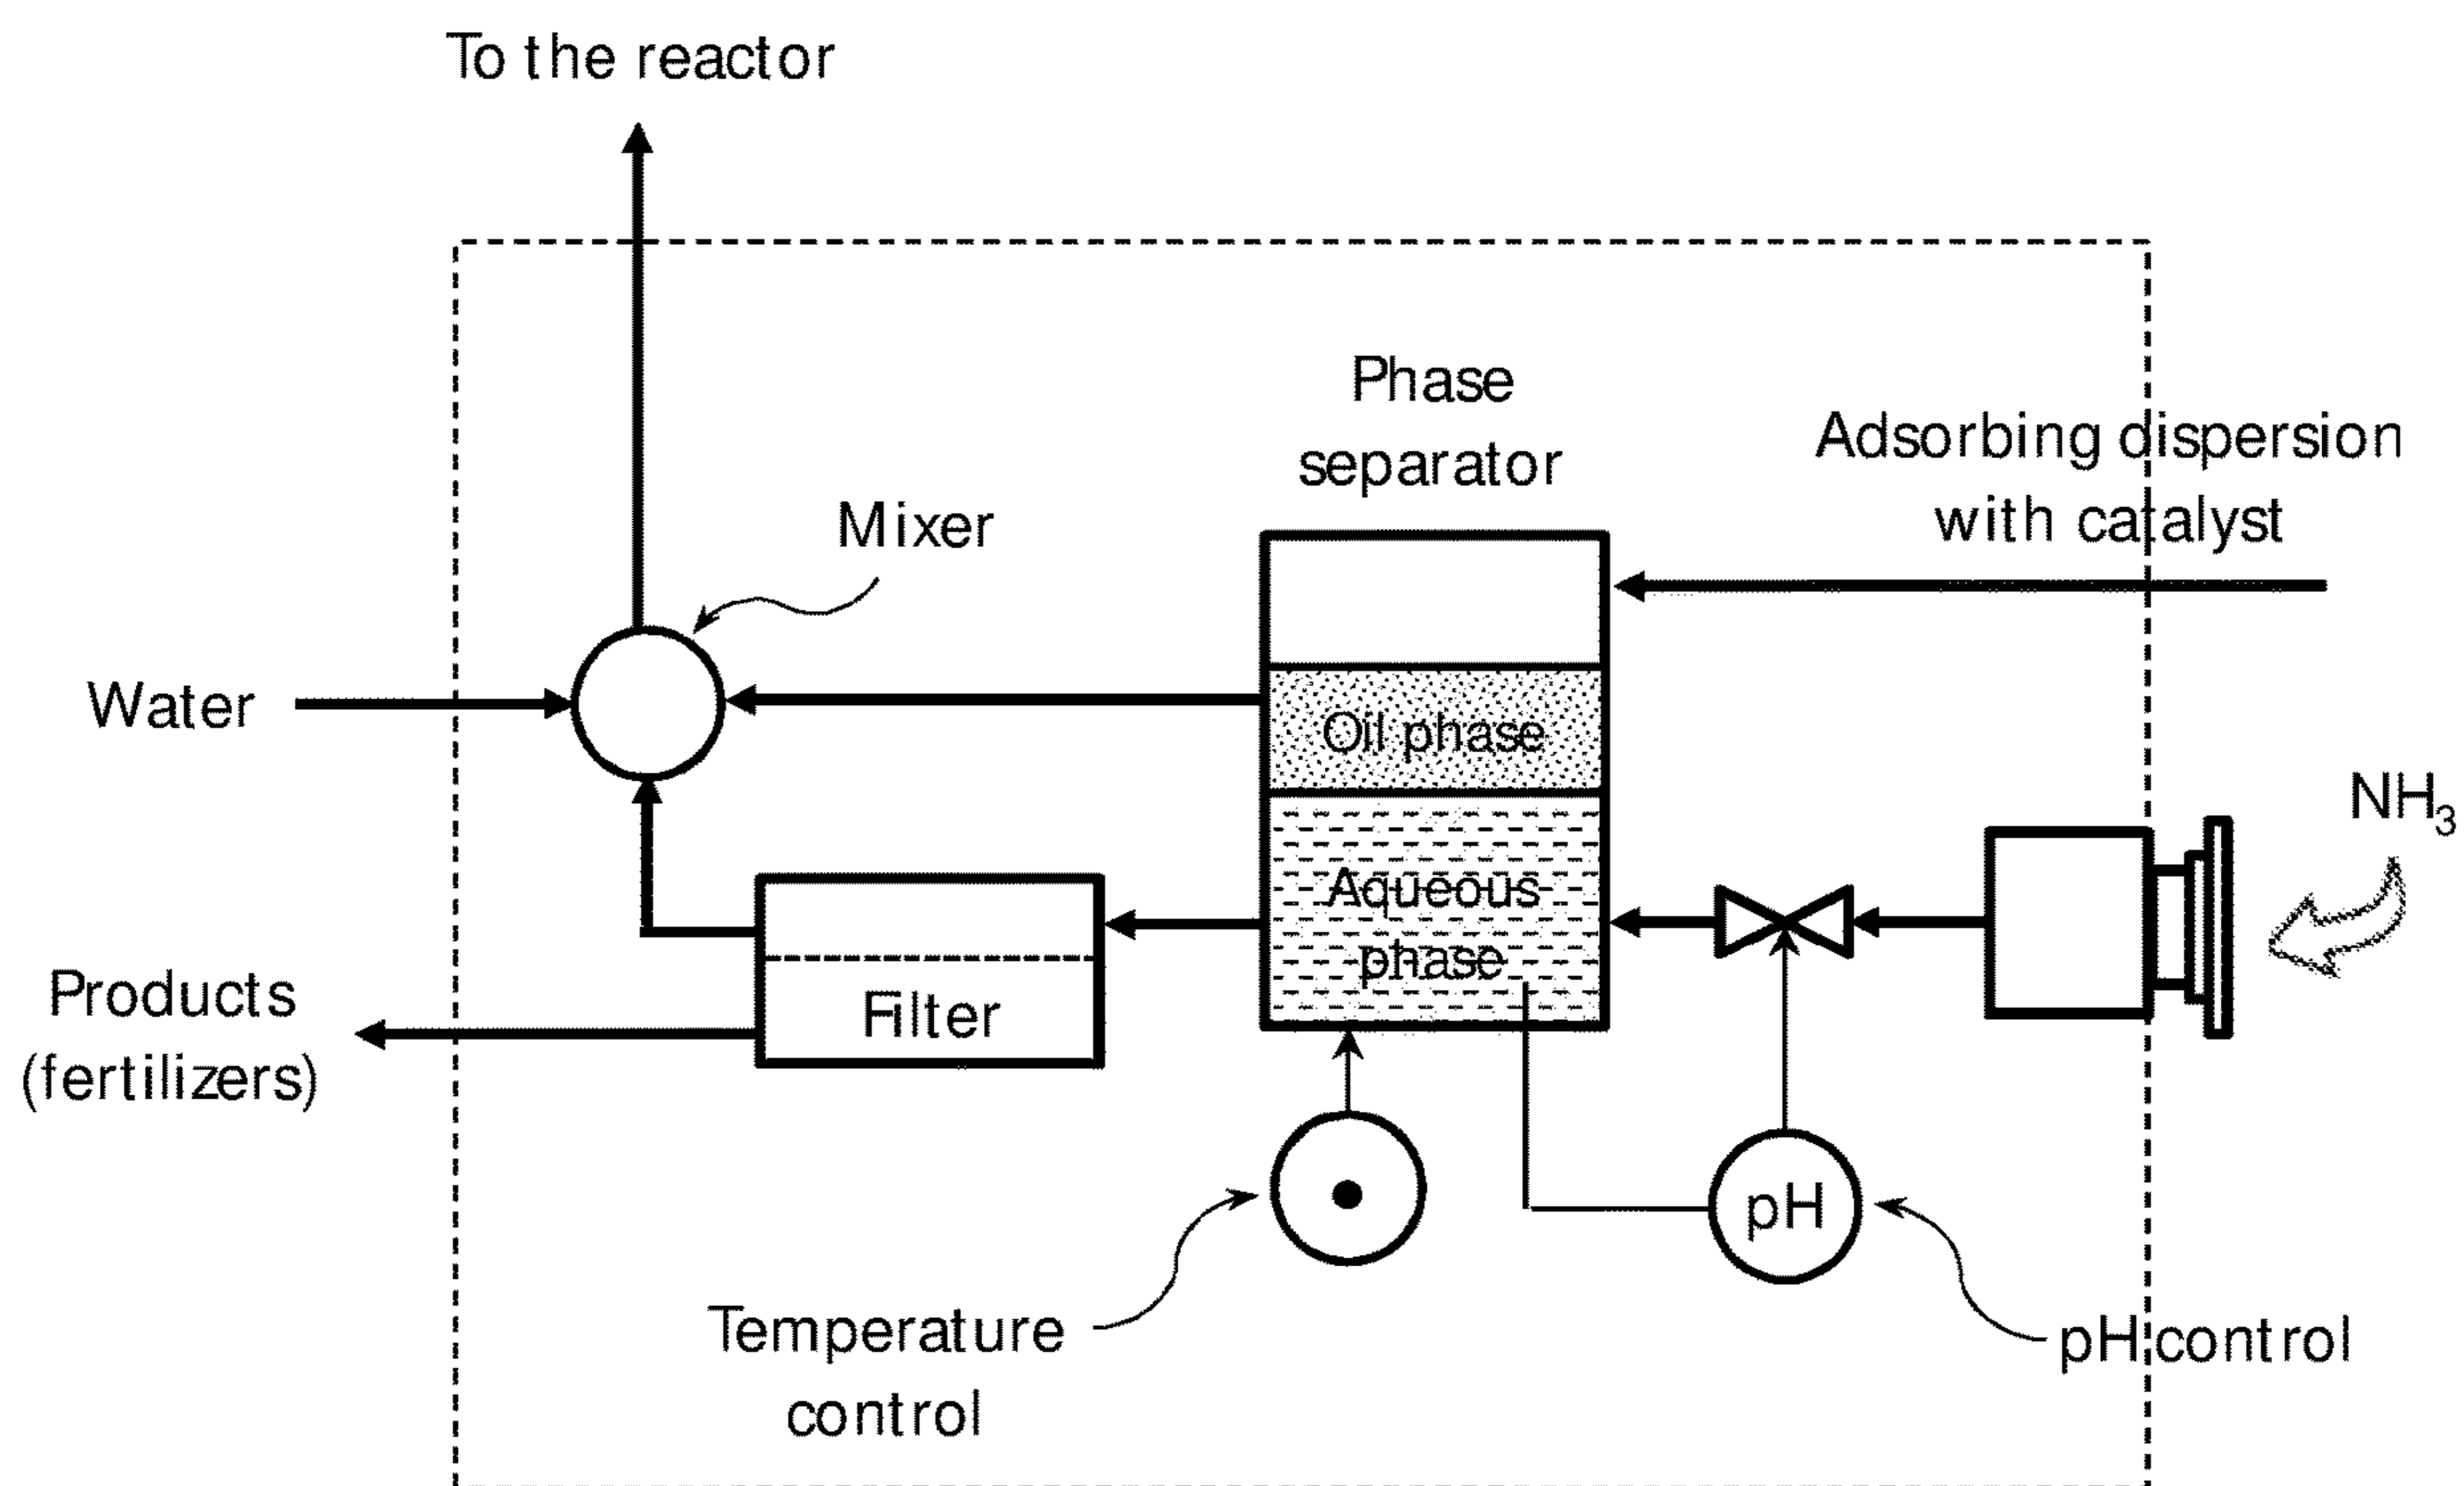 To the reactor
Phase
separator
Adsorbing dispersion
with catalyst
Mixer
Water
Oil phase
NH3
Aqueous
phase
Products
(fertilizers)
Filter
pH
Temperature
control
pH control